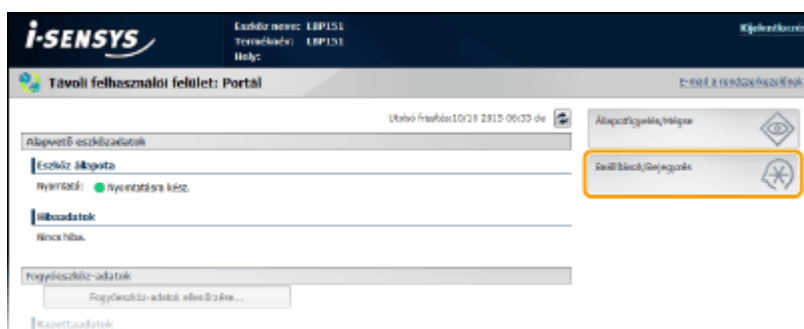 i-SENSYS
Eszköz neve: LBP151
Terméknév: LBP151
Hely:
Kijelentkezés
Távoli felhasználói felület: Portál
E-mail a rendszerkezelőnek
Utolsó frissítés:10/10 2015 06:33 de
Alapvető eszközadatok
Eszköz állapota
Nyomtató: Nyomtatásra kész.
Hibaadatok
Nincs hiba.
Fogyóeszköz-adatok
Fogyóeszköz-adatok ellenőrzése...
Kazettaadatok
Állapotfigyelés/Mégse
Beállítások/Bejegyzés